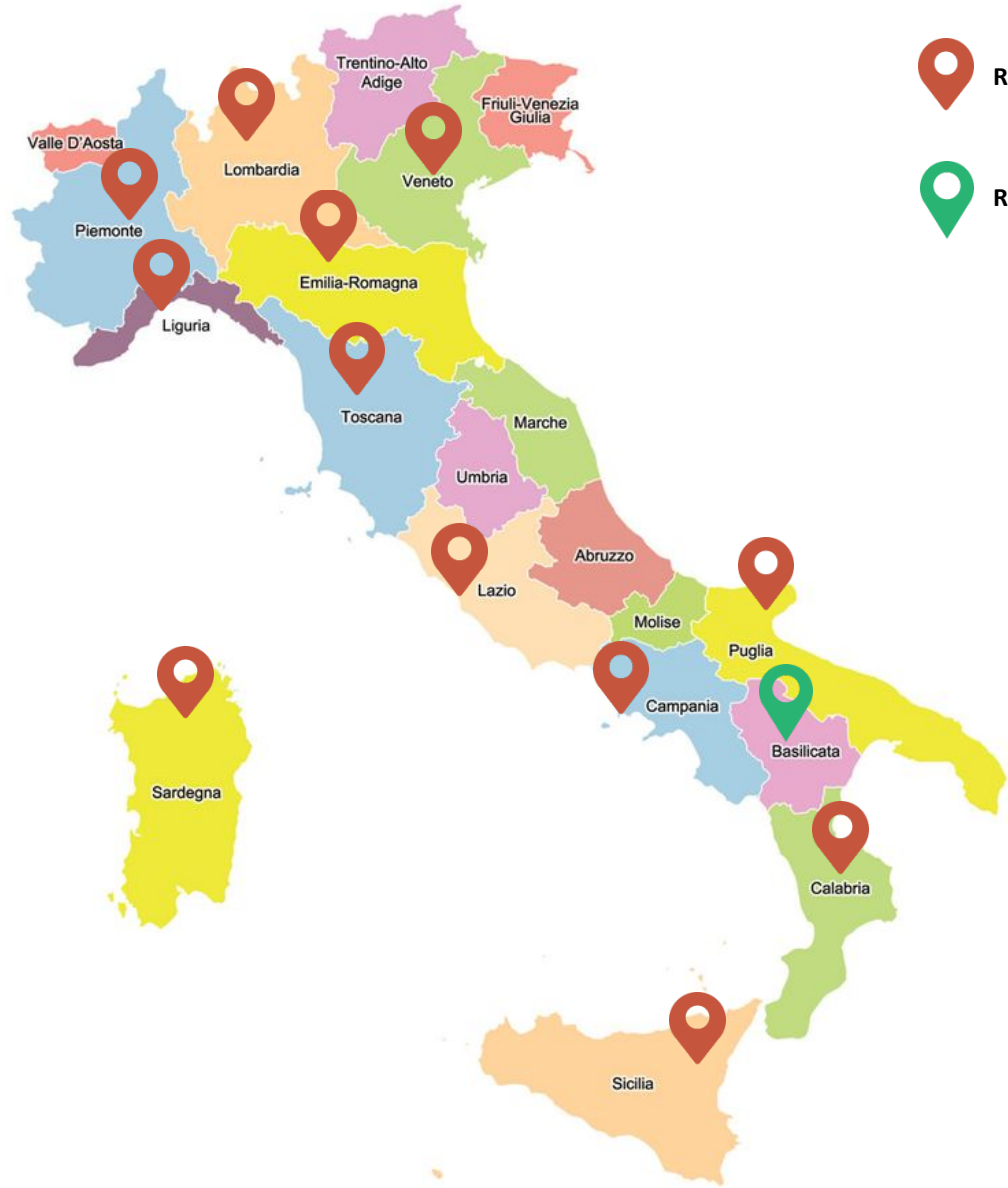 Trentino-Alto
Adige
R
Friuli-Venezia
Giulia
Valle D'Aosta
Lombardia
Veneto
R
Piemonte
Emilia-Romagna
Liguria
Toscana
Marche
Umbria
Abruzzo
Lazio
Molise
Puglia
Campania
Basilicata
Sardegna
Calabria
Sicilia